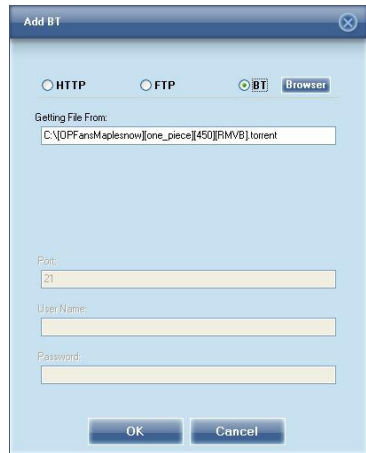 Add BT
HTTP FTP BT Browser
Getting File From:
C:\[OPFansMaplesnow][one_piece][450][RMVB].torrent
Port:
21
User Name:
Password:
OK Cancel